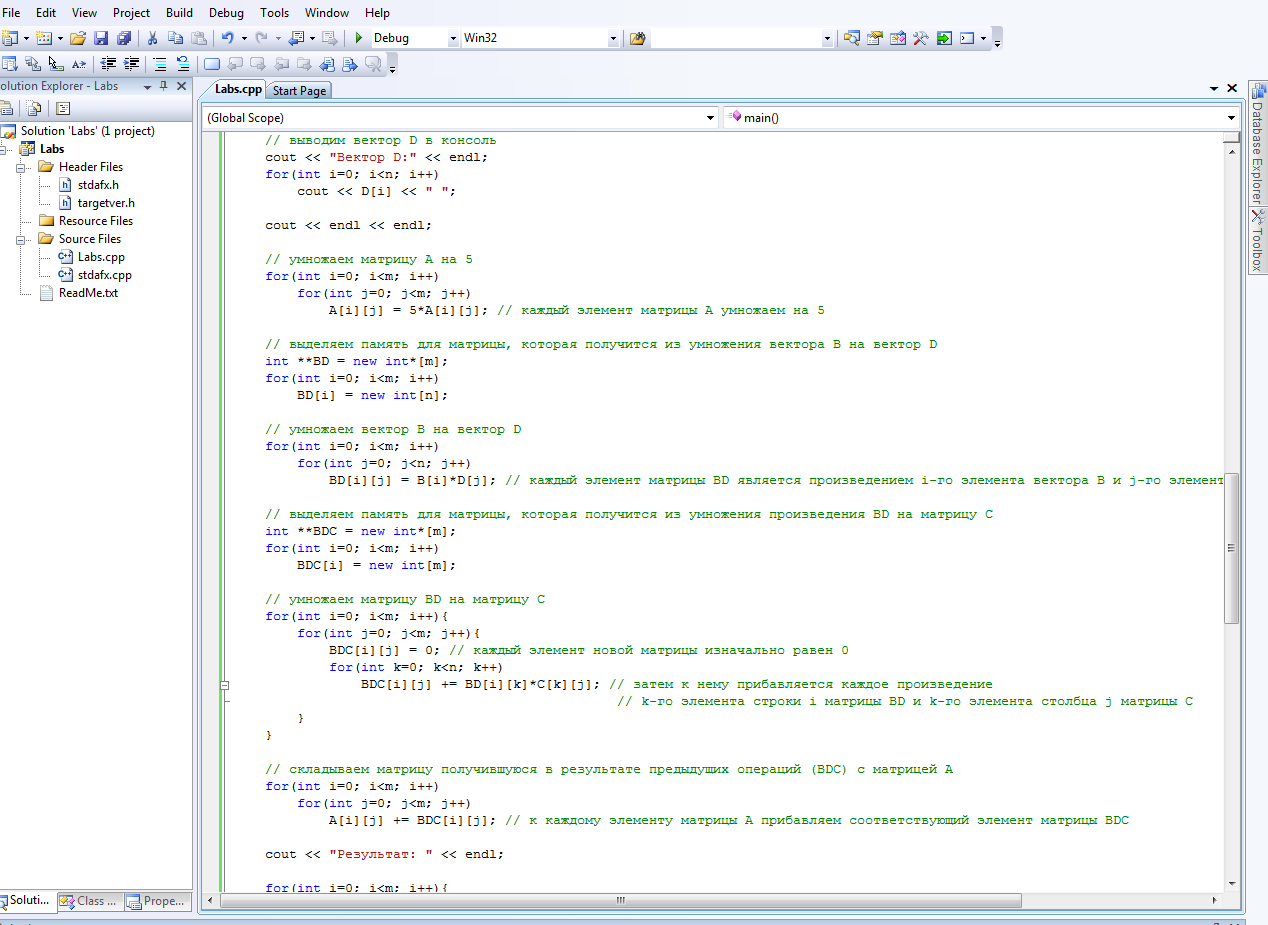 File Edit View Project Build Debug Tools Window Help
Debug Win32
olution Explorer - Labs
Solution 'Labs' (1 project)
Labs
Header Files
stdafx.h
targetver.h
Resource Files
Source Files
Labs.cpp
stdafx.cpp
ReadMe.txt
Soluti... Class ... Prope...
Labs.cpp Start Page
(Global Scope) main()
// выводим вектор D в консоль
cout << "Вектор D:" << endl;
for(int i=0; i<n; i++)
cout << D[i] << " ";
cout << endl << endl;
// умножаем матрицу A на 5
for(int i=0; i<m; i++)
for(int j=0; j<m; j++)
A[i][j] = 5*A[i][j]; // каждый элемент матрицы A умножаем на 5
// выделяем память для матрицы, которая получится из умножения вектора B на вектор D
int **BD = new int*[m];
for(int i=0; i<m; i++)
BD[i] = new int[n];
// умножаем вектор B на вектор D
for(int i=0; i<m; i++)
for(int j=0; j<n; j++)
BD[i][j] = B[i]*D[j]; // каждый элемент матрицы BD является произведением i-го элемента вектора B и j-го элемент
// выделяем память для матрицы, которая получится из умножения произведения BD на матрицу C
int **BDC = new int*[m];
for(int i=0; i<m; i++)
BDC[i] = new int[m];
// умножаем матрицу BD на матрицу C
for(int i=0; i<m; i++){
for(int j=0; j<m; j++){
BDC[i][j] = 0; // каждый элемент новой матрицы изначально равен 0
for(int k=0; k<n; k++)
BDC[i][j] += BD[i][k]*C[k][j]; // затем к нему прибавляется каждое произведение
// k-го элемента строки i матрицы BD и k-го элемента столбца j матрицы C
}
}
// складываем матрицу получившуюся в результате предыдущих операций (BDC) с матрицей A
for(int i=0; i<m; i++)
for(int j=0; j<m; j++)
A[i][j] += BDC[i][j]; // к каждому элементу матрицы A прибавляем соответствующий элемент матрицы BDC
cout << "Результат: " << endl;
for(int i=0; i<m; i++){
Database Explorer
Toolbox